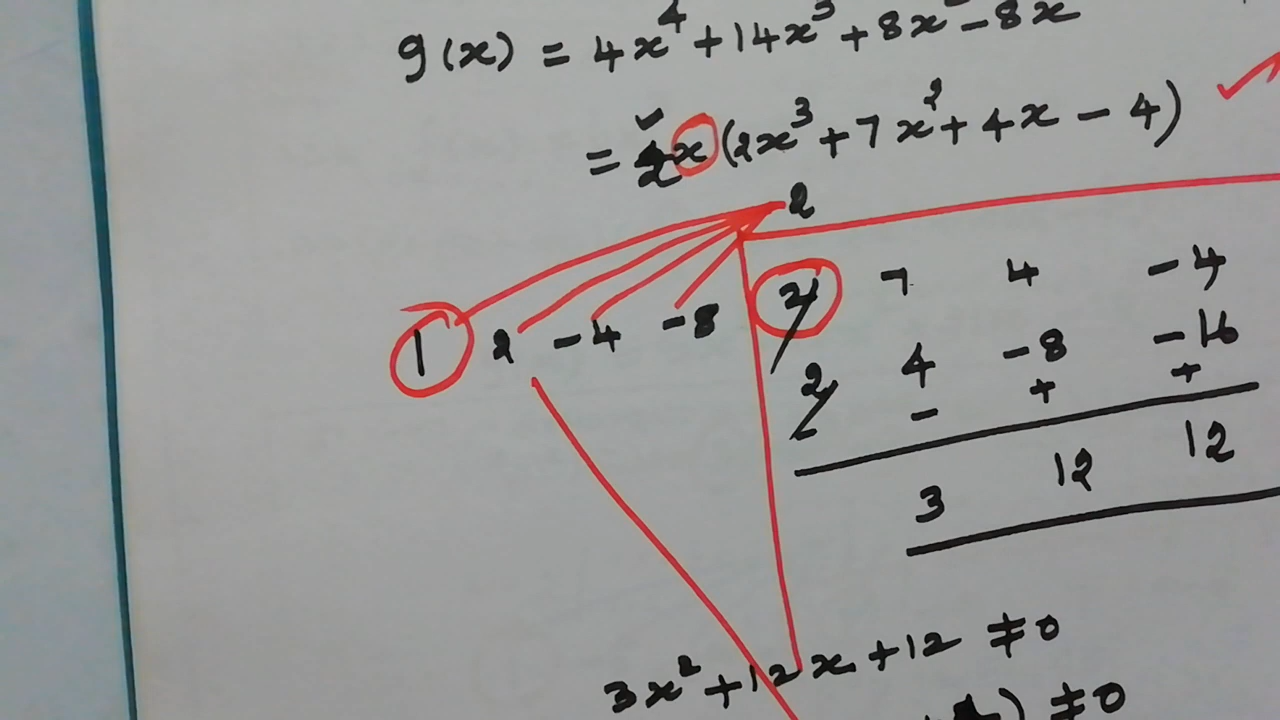 g(x) = 4x⁴ + 14x³ + 8x² - 8x
= 2x (2x³ + 7x² + 4x - 4)
2
1 2 -4 -8 2 7 4 -4
2 4 -8 -16
- - + +
3 12 12
3x² + 12x + 12 ≠ 0
) ≠ 0